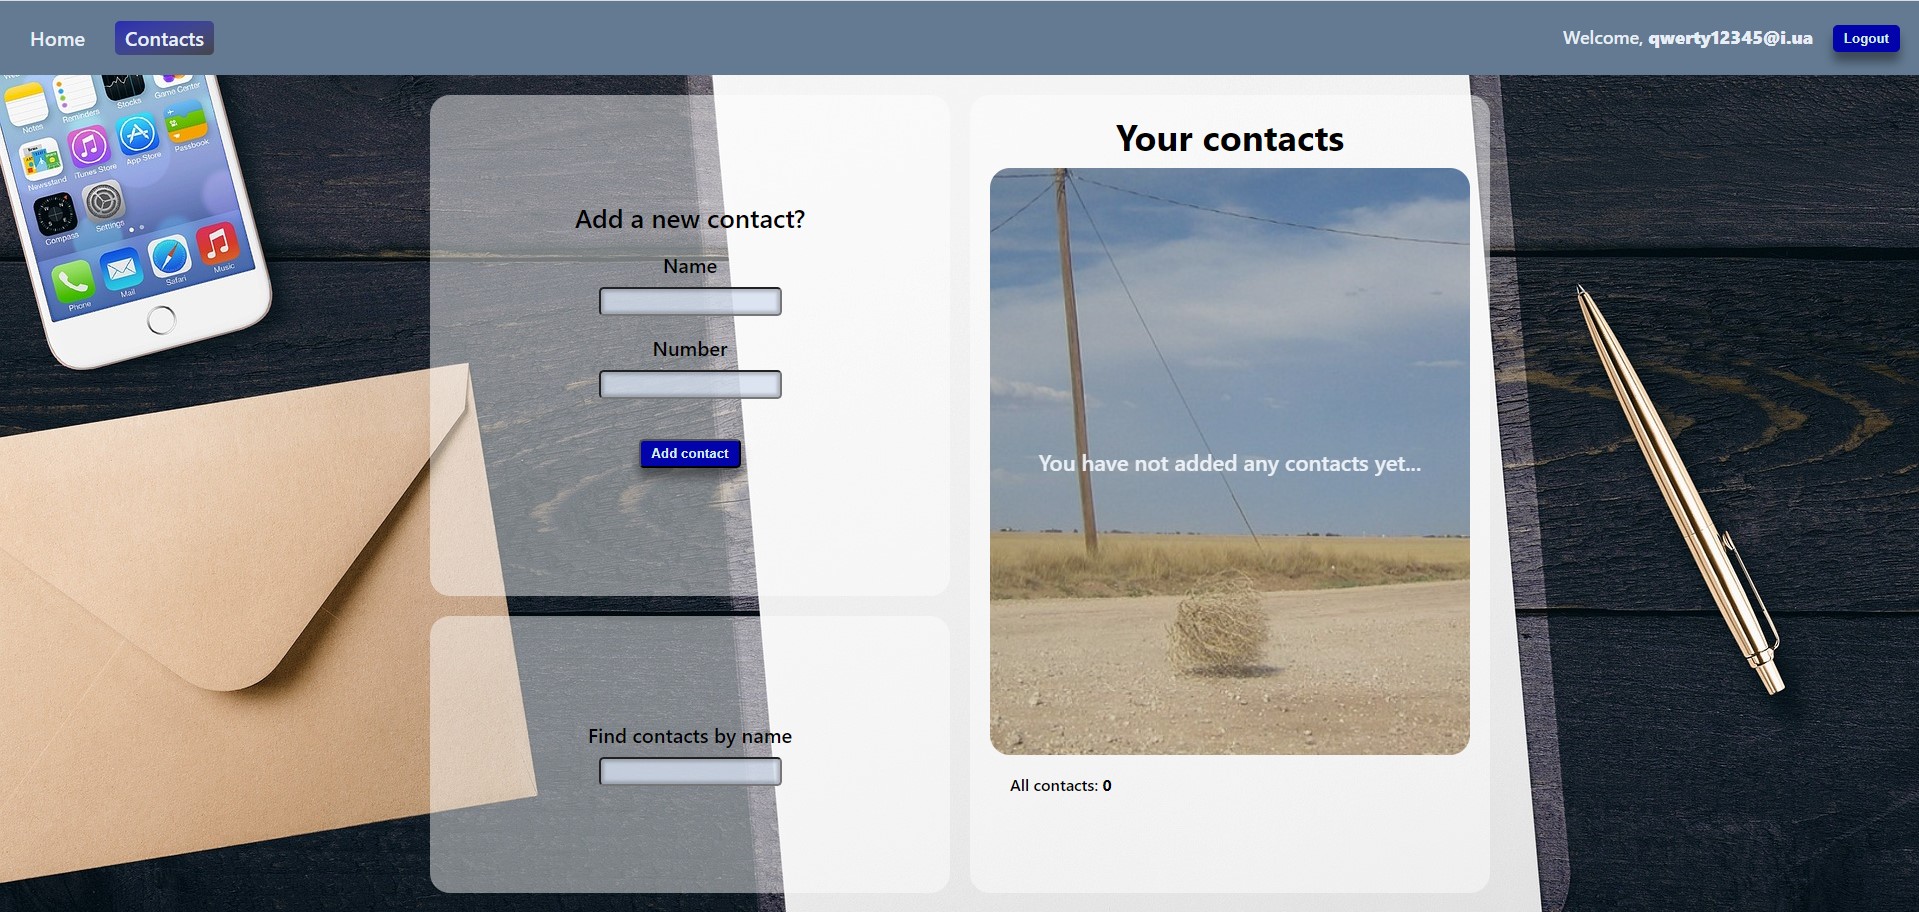 Home
Contacts
Welcome, qwerty12345@i.ua
Logout
Notes
Reminders
Stocks
Game Center
Newsstand
iTunes Store
App Store
Passbook
Compass
Settings
Phone
Mail
Safari
Music
Add a new contact?
Name
Number
Add contact
Find contacts by name
Your contacts
You have not added any contacts yet...
All contacts: 0